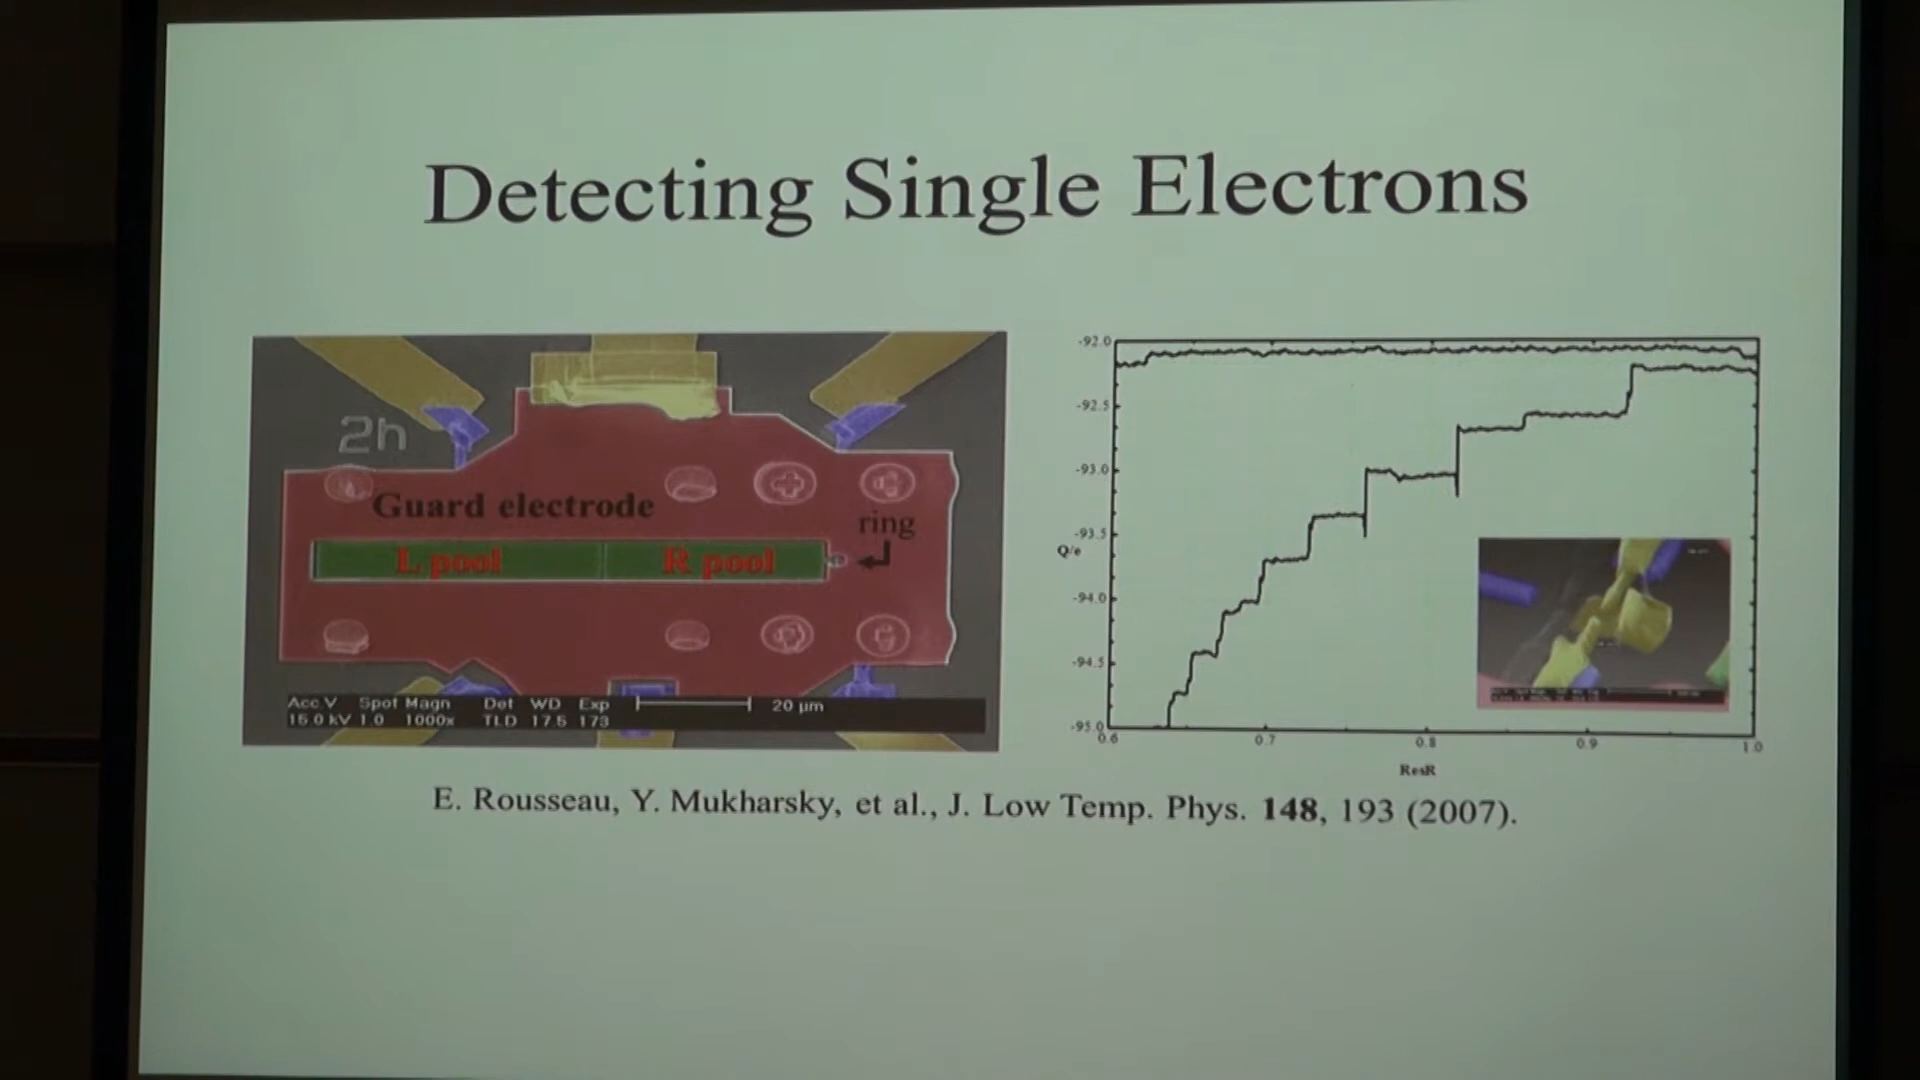 Detecting Single Electrons
2h
Guard electrode
ring
L pool
R pool
Acc.V Spot Magn Det WD Exp
15.0 kV 1.0 1000x TLD 17.5 173
20 µm
-92.0
-92.5
-93.0
-93.5
Q/e
-94.0
-94.5
-95.0
0.6 0.7 0.8 0.9 1.0
ResR
E. Rousseau, Y. Mukharsky, et al., J. Low Temp. Phys. 148, 193 (2007).